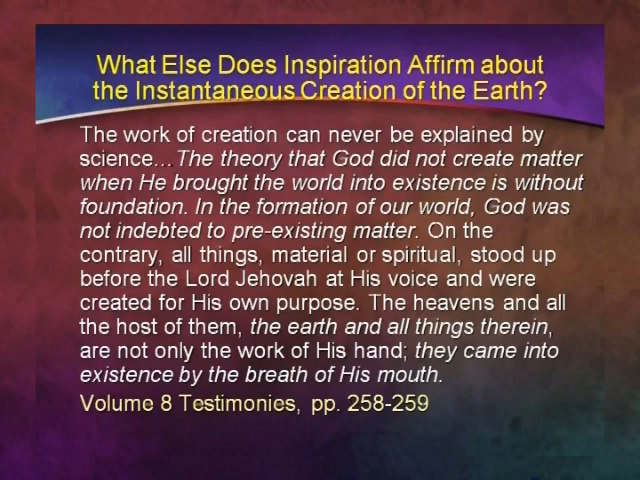 What Else Does Inspiration Affirm about
the Instantaneous Creation of the Earth?
The work of creation can never be explained by
science…The theory that God did not create matter
when He brought the world into existence is without
foundation. In the formation of our world, God was
not indebted to pre-existing matter. On the
contrary, all things, material or spiritual, stood up
before the Lord Jehovah at His voice and were
created for His own purpose. The heavens and all
the host of them, the earth and all things therein,
are not only the work of His hand; they came into
existence by the breath of His mouth.
Volume 8 Testimonies, pp. 258-259